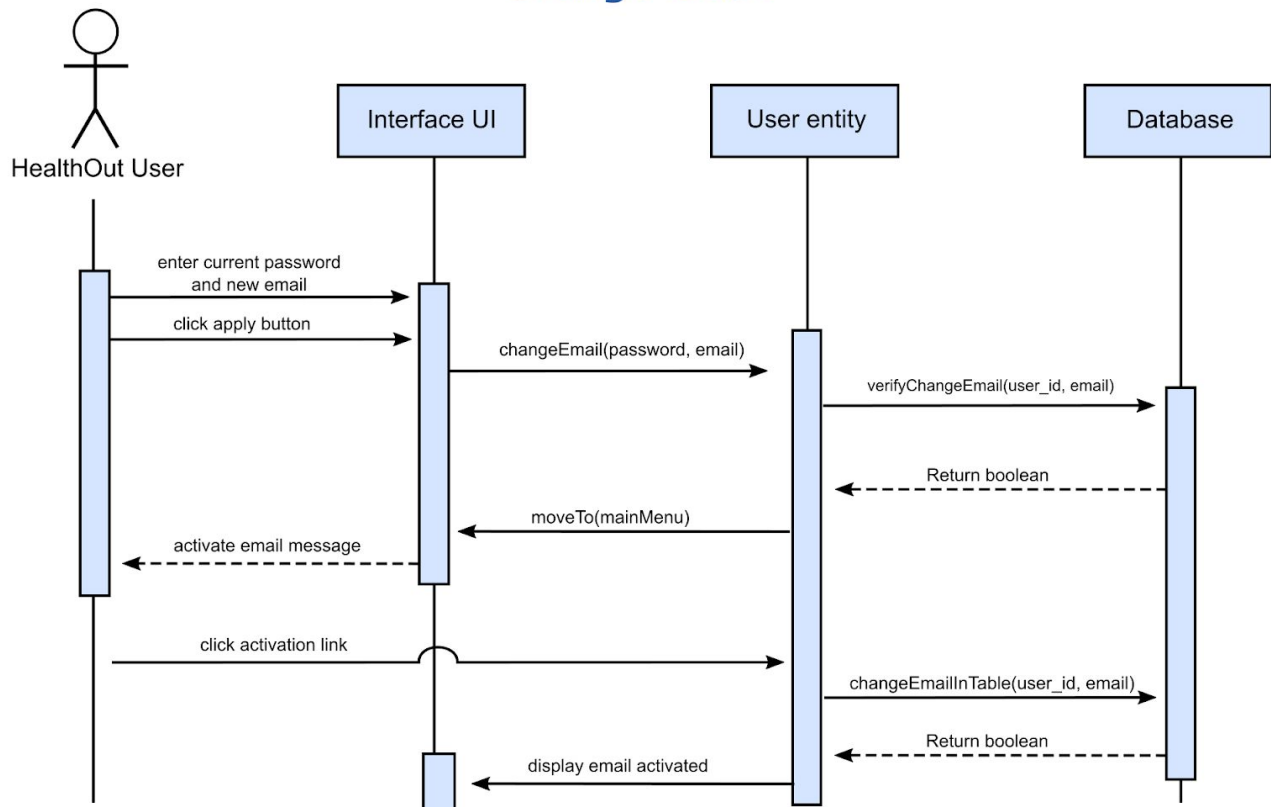 HealthOut User
Interface UI
User entity
Database
enter current password
and new email
click apply button
changeEmail(password, email)
verifyChangeEmail(user_id, email)
Return boolean
moveTo(mainMenu)
activate email message
click activation link
changeEmailInTable(user_id, email)
Return boolean
display email activated